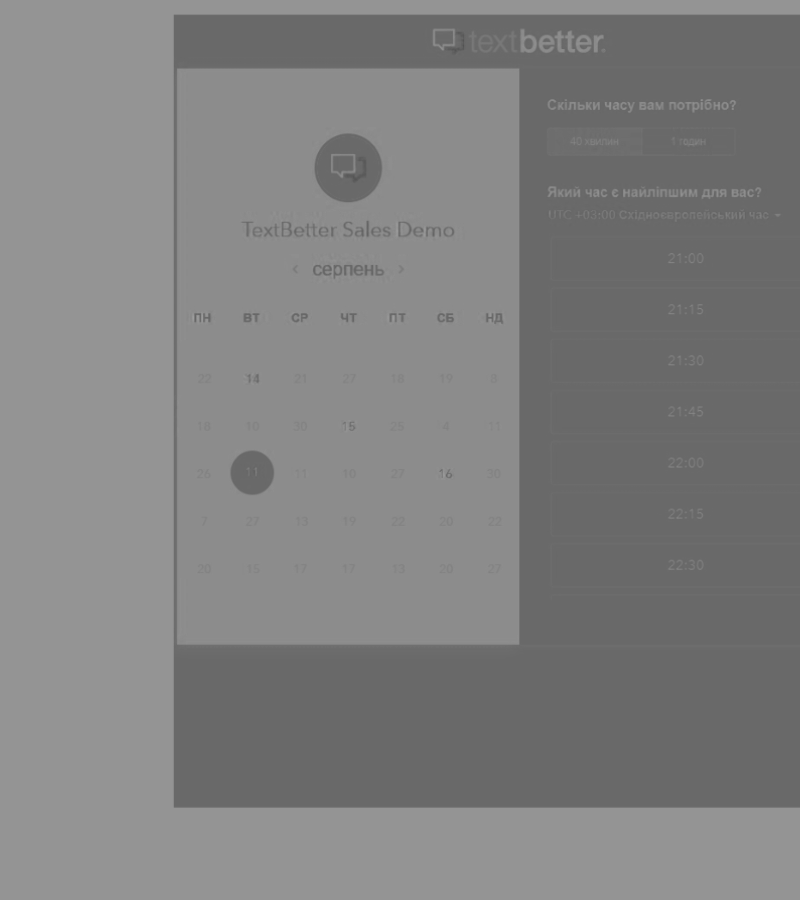 textbetter.
TextBetter Sales Demo
‹ серпень ›
ПН ВТ СР ЧТ ПТ СБ НД
22 14 31 27 18 19 8
18 10 30 15 25 4 11
26 11 11 10 27 16 30
7 27 13 19 22 20 22
20 15 17 17 13 20 27
Скільки часу вам потрібно?
40 хвилин 1 годин
Який час є найліпшим для вас?
UTC +03:00 Східноєвропейський час
21:00
21:15
21:30
21:45
22:00
22:15
22:30